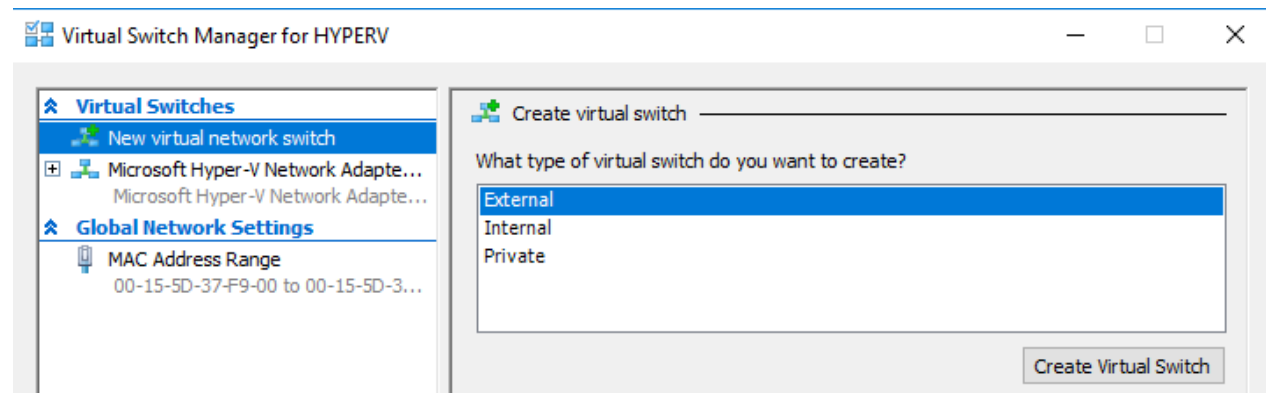 Virtual Switch Manager for HYPERV
Virtual Switches
New virtual network switch
Microsoft Hyper-V Network Adapte...
Microsoft Hyper-V Network Adapte...
Global Network Settings
MAC Address Range
00-15-5D-37-F9-00 to 00-15-5D-3...
Create virtual switch
What type of virtual switch do you want to create?
External
Internal
Private
Create Virtual Switch